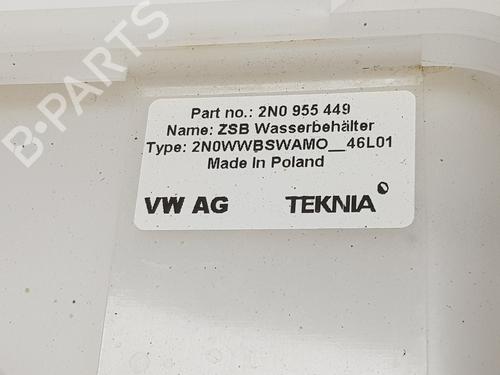 B-PARTS
Part no.: 2N0 955 449
Name: ZSB Wasserbehälter
Type: 2N0WWBSWAMO__46L01
Made In Poland
VW AG TEKNIA